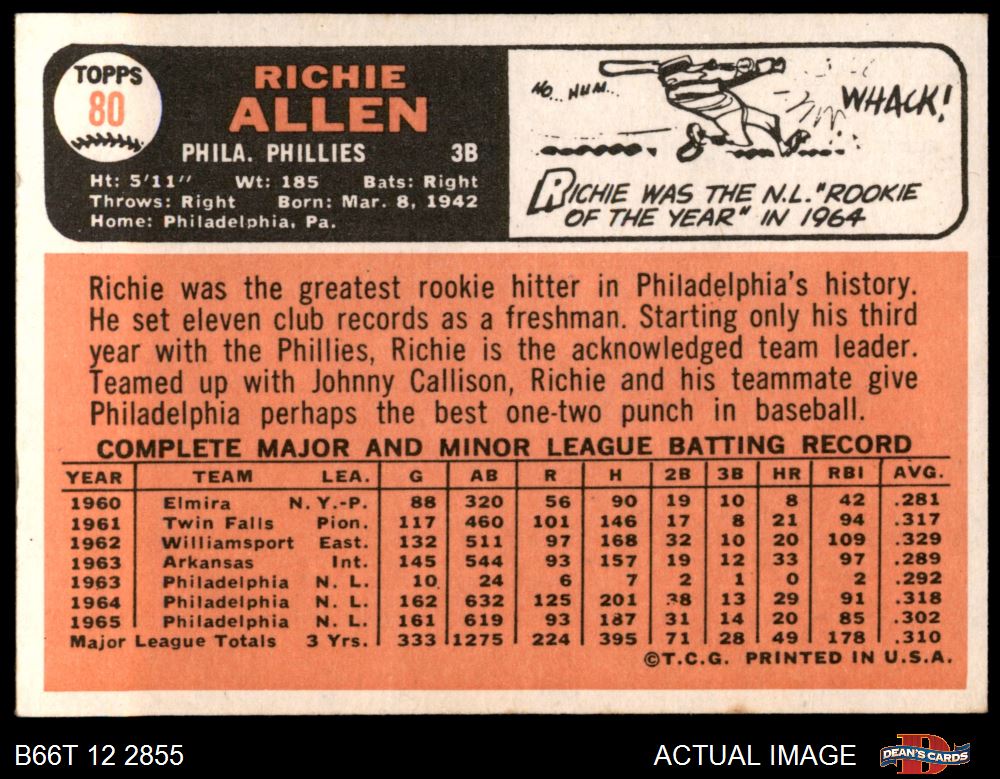 TOPPS
80
RICHIE
ALLEN
PHILA. PHILLIES 3B
Ht: 5'11" Wt: 185 Bats: Right
Throws: Right Born: Mar. 8, 1942
Home: Philadelphia, Pa.
HO... HUM...
WHACK!
RICHIE WAS THE N.L. "ROOKIE
OF THE YEAR" IN 1964
Richie was the greatest rookie hitter in Philadelphia's history.
He set eleven club records as a freshman. Starting only his third
year with the Phillies, Richie is the acknowledged team leader.
Teamed up with Johnny Callison, Richie and his teammate give
Philadelphia perhaps the best one-two punch in baseball.
COMPLETE MAJOR AND MINOR LEAGUE BATTING RECORD
YEAR TEAM LEA. G AB R H 2B 3B HR RBI AVG.
1960 Elmira N. Y.-P. 88 320 56 90 19 10 8 42 .281
1961 Twin Falls Pion. 117 460 101 146 17 8 21 94 .317
1962 Williamsport East. 132 511 97 168 32 10 20 109 .329
1963 Arkansas Int. 145 544 93 157 19 12 33 97 .289
1963 Philadelphia N. L. 10 24 6 7 2 1 0 2 .292
1964 Philadelphia N. L. 162 632 125 201 38 13 29 91 .318
1965 Philadelphia N. L. 161 619 93 187 31 14 20 85 .302
Major League Totals 3 Yrs. 333 1275 224 395 71 28 49 178 .310
©T.C.G. PRINTED IN U.S.A.
B66T 12 2855
ACTUAL IMAGE
DEAN'S CARDS